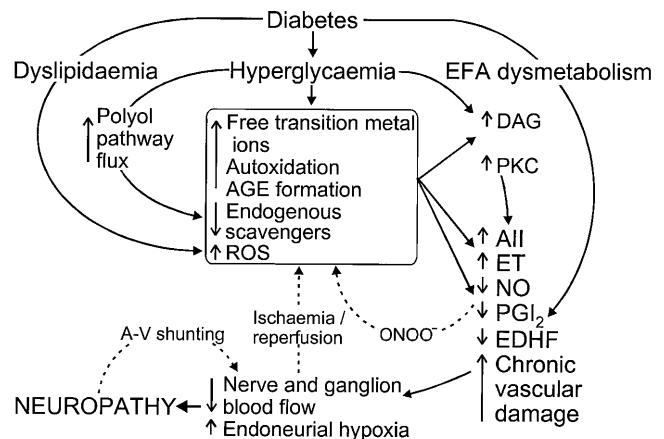 Diabetes
Dyslipidaemia
Hyperglycaemia
EFA dysmetabolism
↑ Polyol
pathway
flux
↑ Free transition metal
ions
Autoxidation
AGE formation
↓ Endogenous
scavengers
↑ ROS
↑ DAG
↑ PKC
↑ AII
↑ ET
↓ NO
↓ PGI₂
↓ EDHF
↑ Chronic
vascular
damage
Ischaemia /
reperfusion
ONOO⁻
A-V shunting
↓ Nerve and ganglion
blood flow
↑ Endoneurial hypoxia
NEUROPATHY